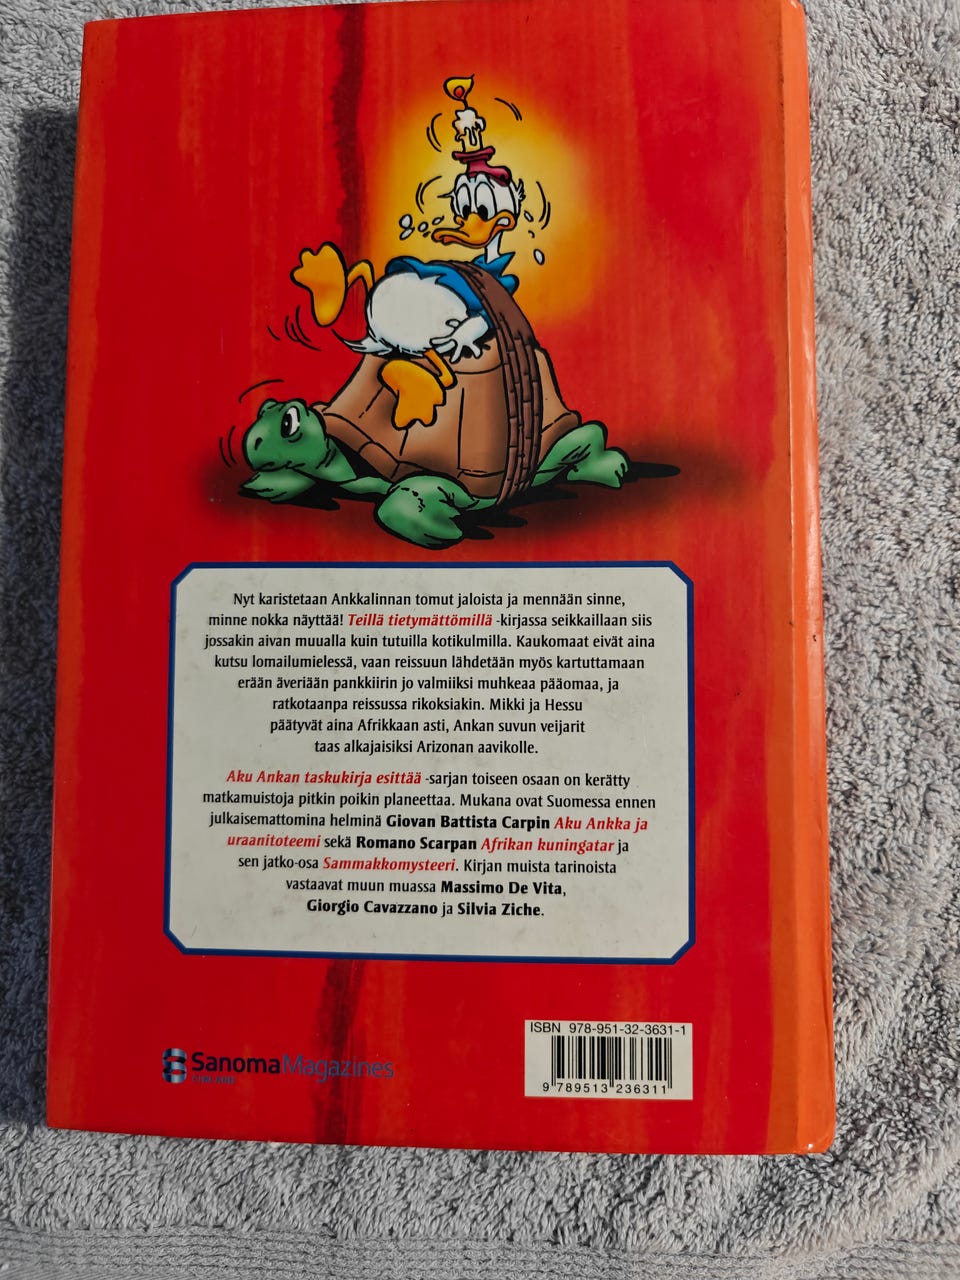 Nyt karistetaan Ankkalinnan tomut jaloista ja mennään sinne,
minne nokka näyttää! Teillä tietymättömillä -kirjassa seikkaillaan siis
jossakin aivan muualla kuin tutuilla kotikulmilla. Kaukomaat eivät aina
kutsu lomailumielessä, vaan reissuun lähdetään myös kartuttamaan
erään äveriään pankkiirin jo valmiiksi muhkeaa pääomaa, ja
ratkotaanpa reissussa rikoksiakin. Mikki ja Hessu
päätyvät aina Afrikkaan asti, Ankan suvun veijarit
taas alkajaisiksi Arizonan aavikolle.
Aku Ankan taskukirja esittää -sarjan toiseen osaan on kerätty
matkamuistoja pitkin poikin planeettaa. Mukana ovat Suomessa ennen
julkaisemattomina helminä Giovan Battista Carpin Aku Ankka ja
uraanitoteemi sekä Romano Scarpan Afrikan kuningatar ja
sen jatko-osa Sammakkomysteeri. Kirjan muista tarinoista
vastaavat muun muassa Massimo De Vita,
Giorgio Cavazzano ja Silvia Ziche.
ISBN 978-951-32-3631-1
9 789513 236311
SanomaMagazines